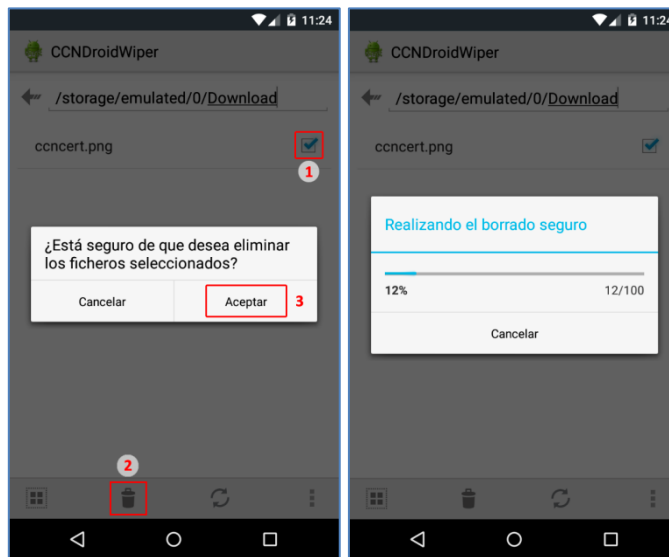 11:24
CCNDroidWiper
/storage/emulated/0/Download
ccncert.png
1
¿Está seguro de que desea eliminar
los ficheros seleccionados?
Cancelar
Aceptar
3
2
11:24
CCNDroidWiper
/storage/emulated/0/Download
ccncert.png
Realizando el borrado seguro
12%
12/100
Cancelar